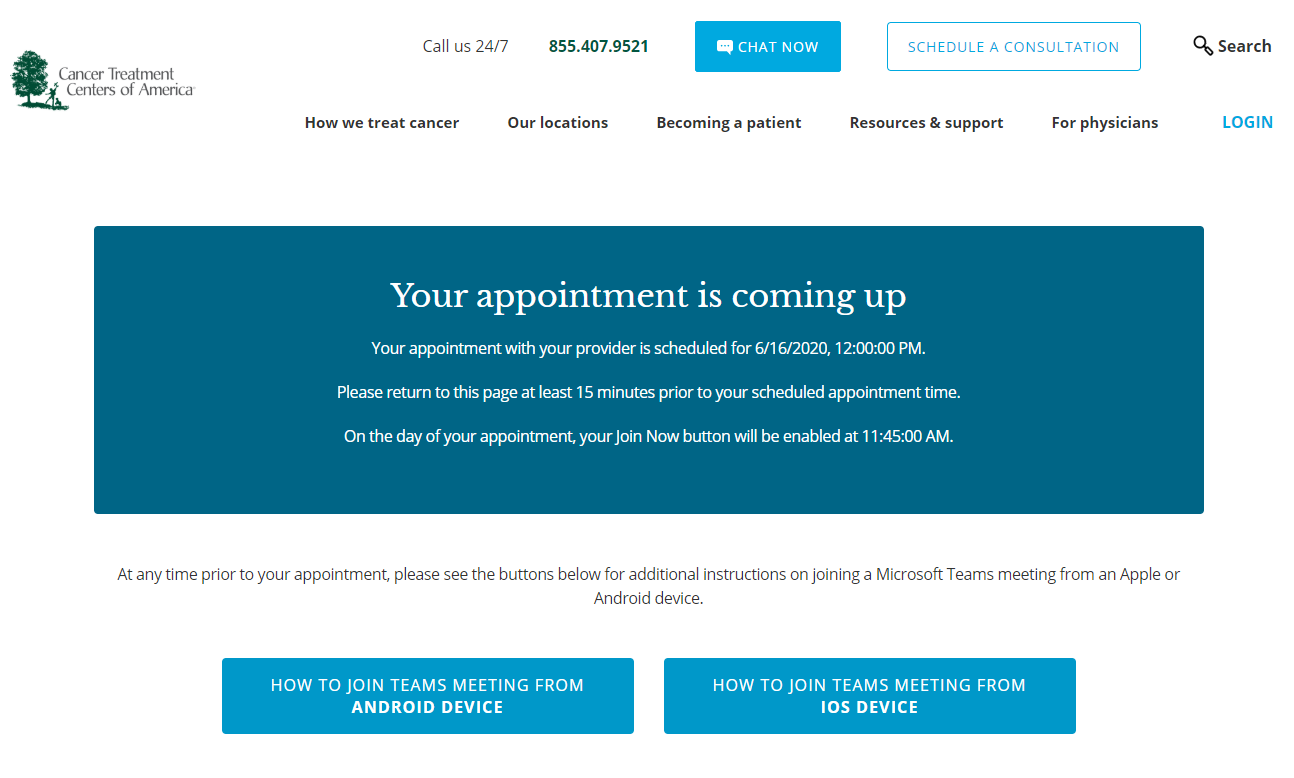 Call us 24/7 855.407.9521 CHAT NOW SCHEDULE A CONSULTATION Search
Cancer Treatment
Centers of America
How we treat cancer Our locations Becoming a patient Resources & support For physicians LOGIN
Your appointment is coming up
Your appointment with your provider is scheduled for 6/16/2020, 12:00:00 PM.
Please return to this page at least 15 minutes prior to your scheduled appointment time.
On the day of your appointment, your Join Now button will be enabled at 11:45:00 AM.
At any time prior to your appointment, please see the buttons below for additional instructions on joining a Microsoft Teams meeting from an Apple or
Android device.
HOW TO JOIN TEAMS MEETING FROM
ANDROID DEVICE
HOW TO JOIN TEAMS MEETING FROM
IOS DEVICE